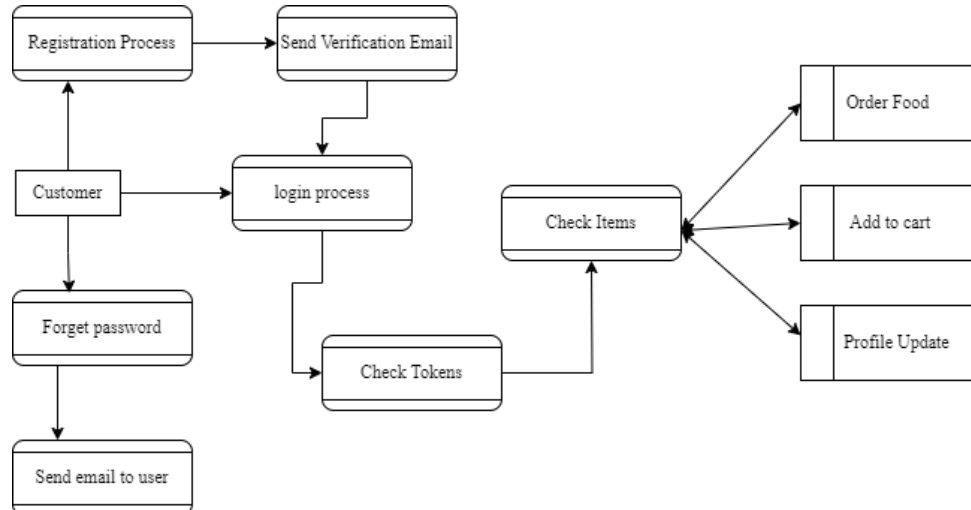 Registration Process
Send Verification Email
Order Food
Customer
login process
Check Items
Add to cart
Forget password
Check Tokens
Profile Update
Send email to user